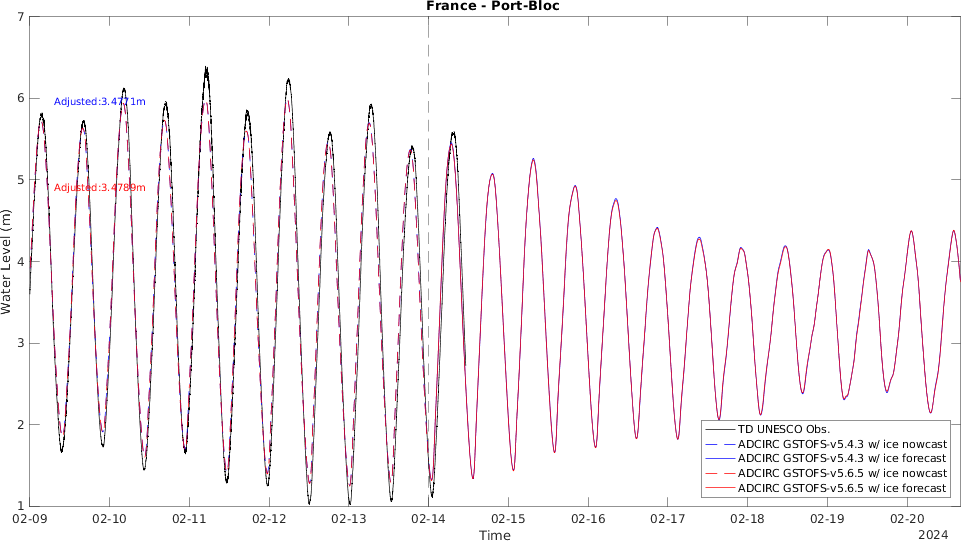 France - Port-Bloc
7
6
5
4
3
2
1
Water Level (m)
Adjusted:3.4771m
Adjusted:3.4789m
TD UNESCO Obs.
ADCIRC GSTOFS-v5.4.3 w/ ice nowcast
ADCIRC GSTOFS-v5.4.3 w/ ice forecast
ADCIRC GSTOFS-v5.6.5 w/ ice nowcast
ADCIRC GSTOFS-v5.6.5 w/ ice forecast
02-09 02-10 02-11 02-12 02-13 02-14 02-15 02-16 02-17 02-18 02-19 02-20
Time
2024